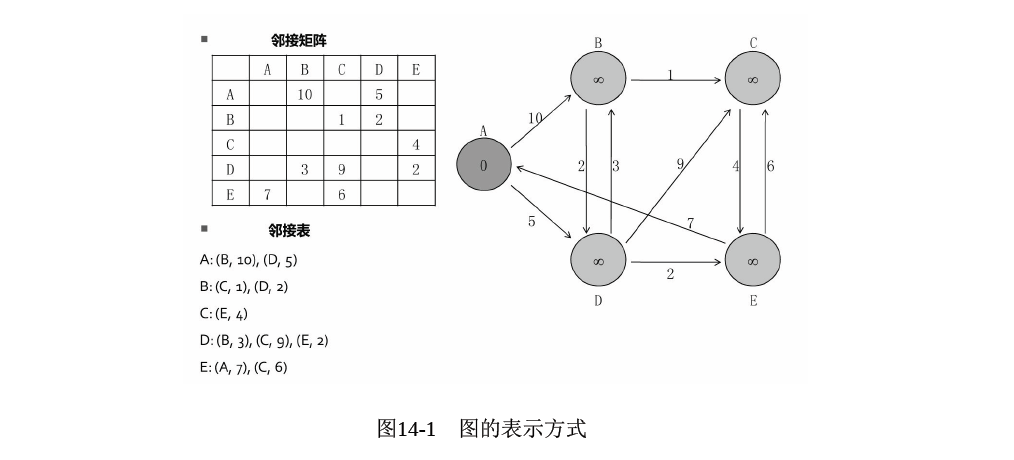 ■ 邻接矩阵
A B C D E
A 10 5
B 1 2
C 4
D 3 9 2
E 7 6
■ 邻接表
A: (B, 10), (D, 5)
B: (C, 1), (D, 2)
C: (E, 4)
D: (B, 3), (C, 9), (E, 2)
E: (A, 7), (C, 6)
B C
∞ 1 ∞
10
A
0 2 3 9 4 6
5 7
∞ 2 ∞
D E
图14-1 图的表示方式